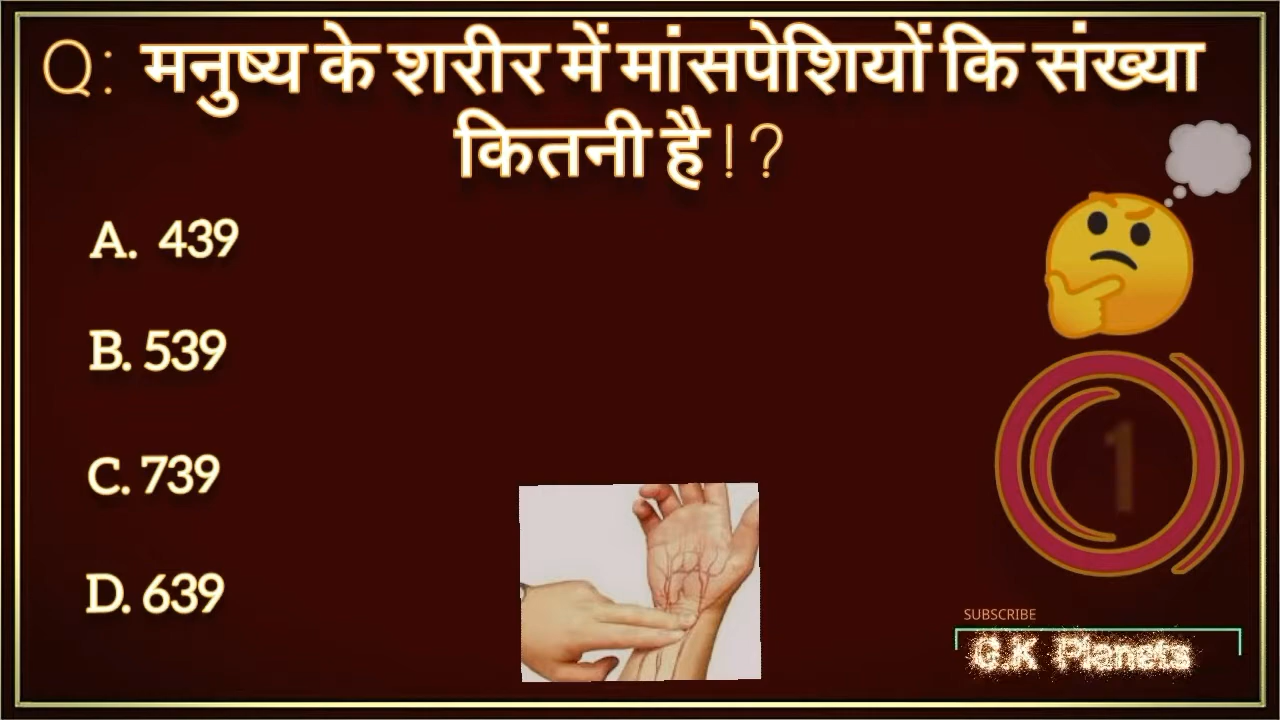 Q: मनुष्य के शरीर में मांसपेशियों कि संख्या
कितनी है!?
A. 439
B. 539
C. 739
D. 639
1
SUBSCRIBE
G.K Planets